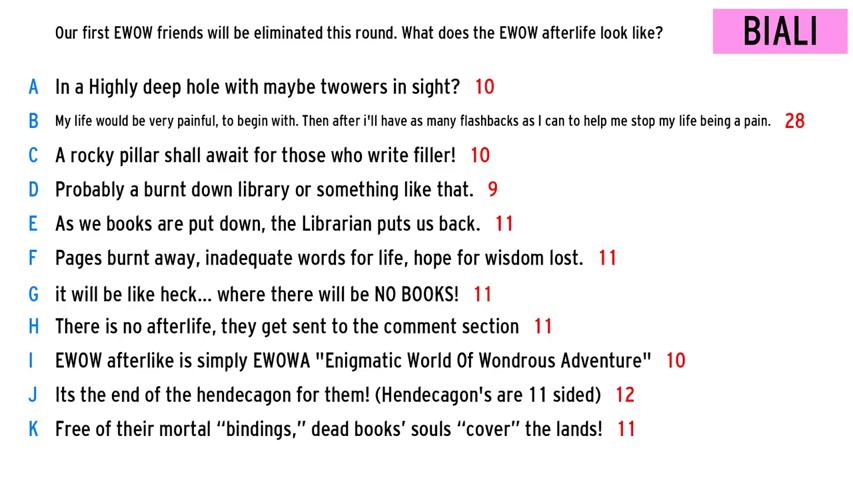 Our first EWOW friends will be eliminated this round. What does the EWOW afterlife look like?
BIALI
A In a Highly deep hole with maybe twowers in sight? 10
B My life would be very painful, to begin with. Then after i'll have as many flashbacks as I can to help me stop my life being a pain. 28
C A rocky pillar shall await for those who write filler! 10
D Probably a burnt down library or something like that. 9
E As we books are put down, the Librarian puts us back. 11
F Pages burnt away, inadequate words for life, hope for wisdom lost. 11
G it will be like heck... where there will be NO BOOKS! 11
H There is no afterlife, they get sent to the comment section 11
I EWOW afterlike is simply EWOWA "Enigmatic World Of Wondrous Adventure" 10
J Its the end of the hendecagon for them! (Hendecagon's are 11 sided) 12
K Free of their mortal “bindings,” dead books’ souls “cover” the lands! 11